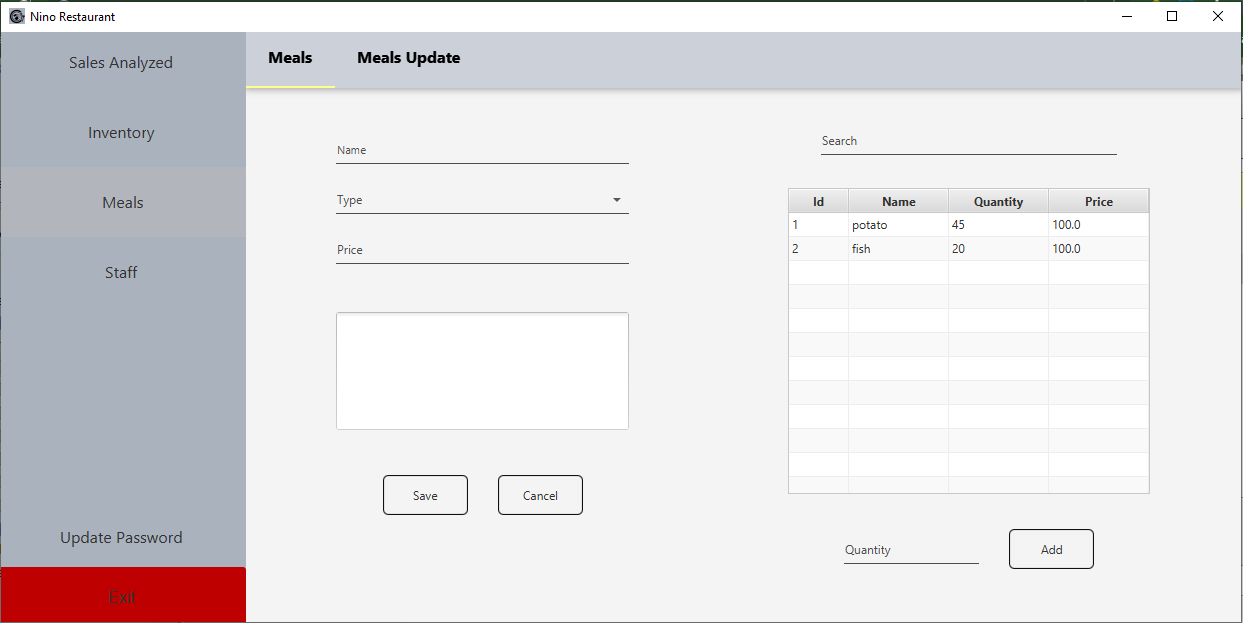 Nino Restaurant
Sales Analyzed
Inventory
Meals
Staff
Update Password
Exit
Meals Meals Update
Name
Type
Price
Save Cancel
Search
Id Name Quantity Price
1 potato 45 100.0
2 fish 20 100.0
Quantity Add